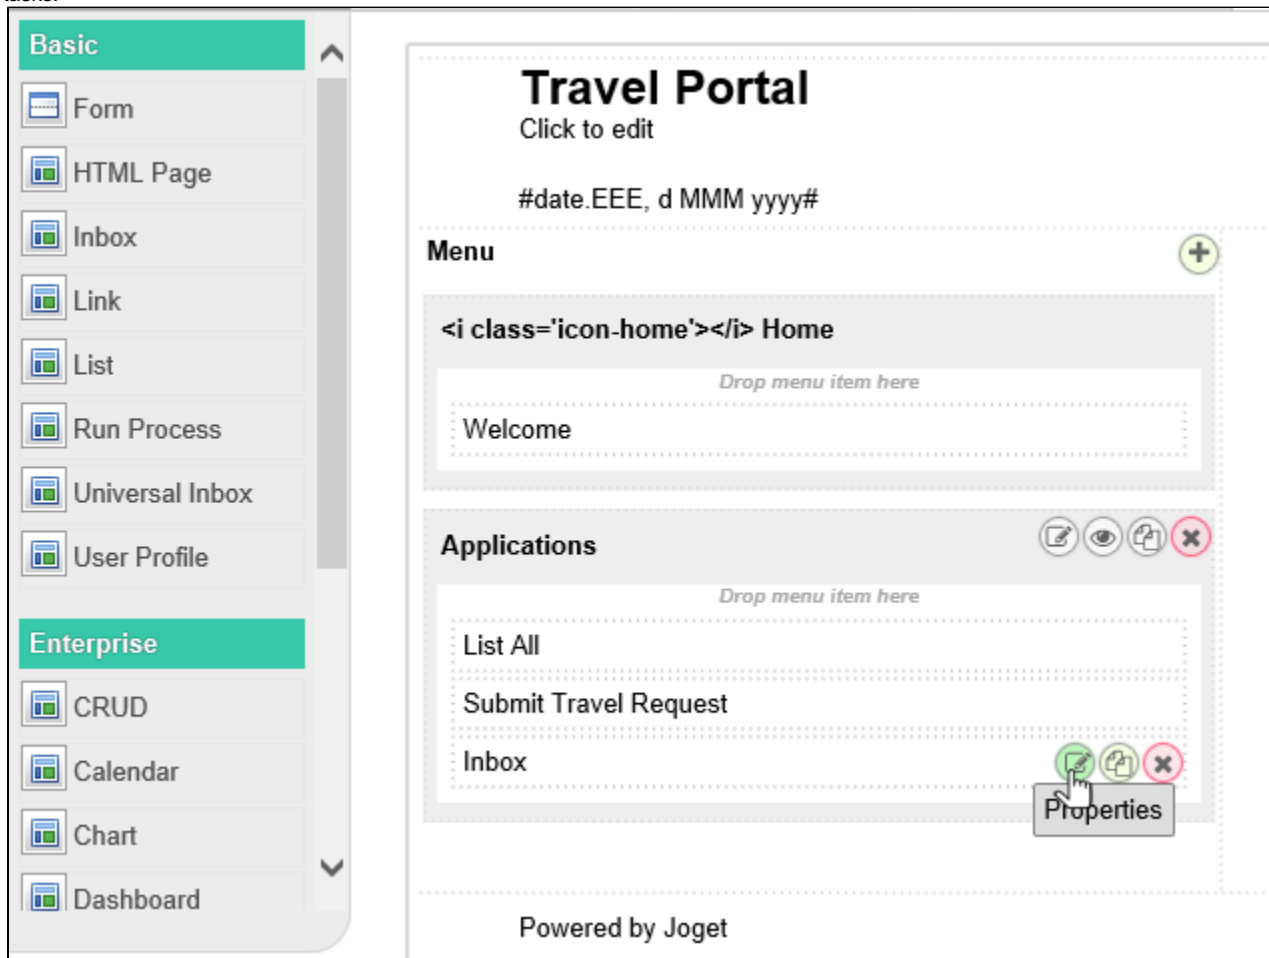 Basic
Form
HTML Page
Inbox
Link
List
Run Process
Universal Inbox
User Profile
Enterprise
CRUD
Calendar
Chart
Dashboard
Travel Portal
Click to edit
#date.EEE, d MMM yyyy#
Menu
<i class='icon-home'></i> Home
Drop menu item here
Welcome
Applications
Drop menu item here
List All
Submit Travel Request
Inbox
Properties
Powered by Joget